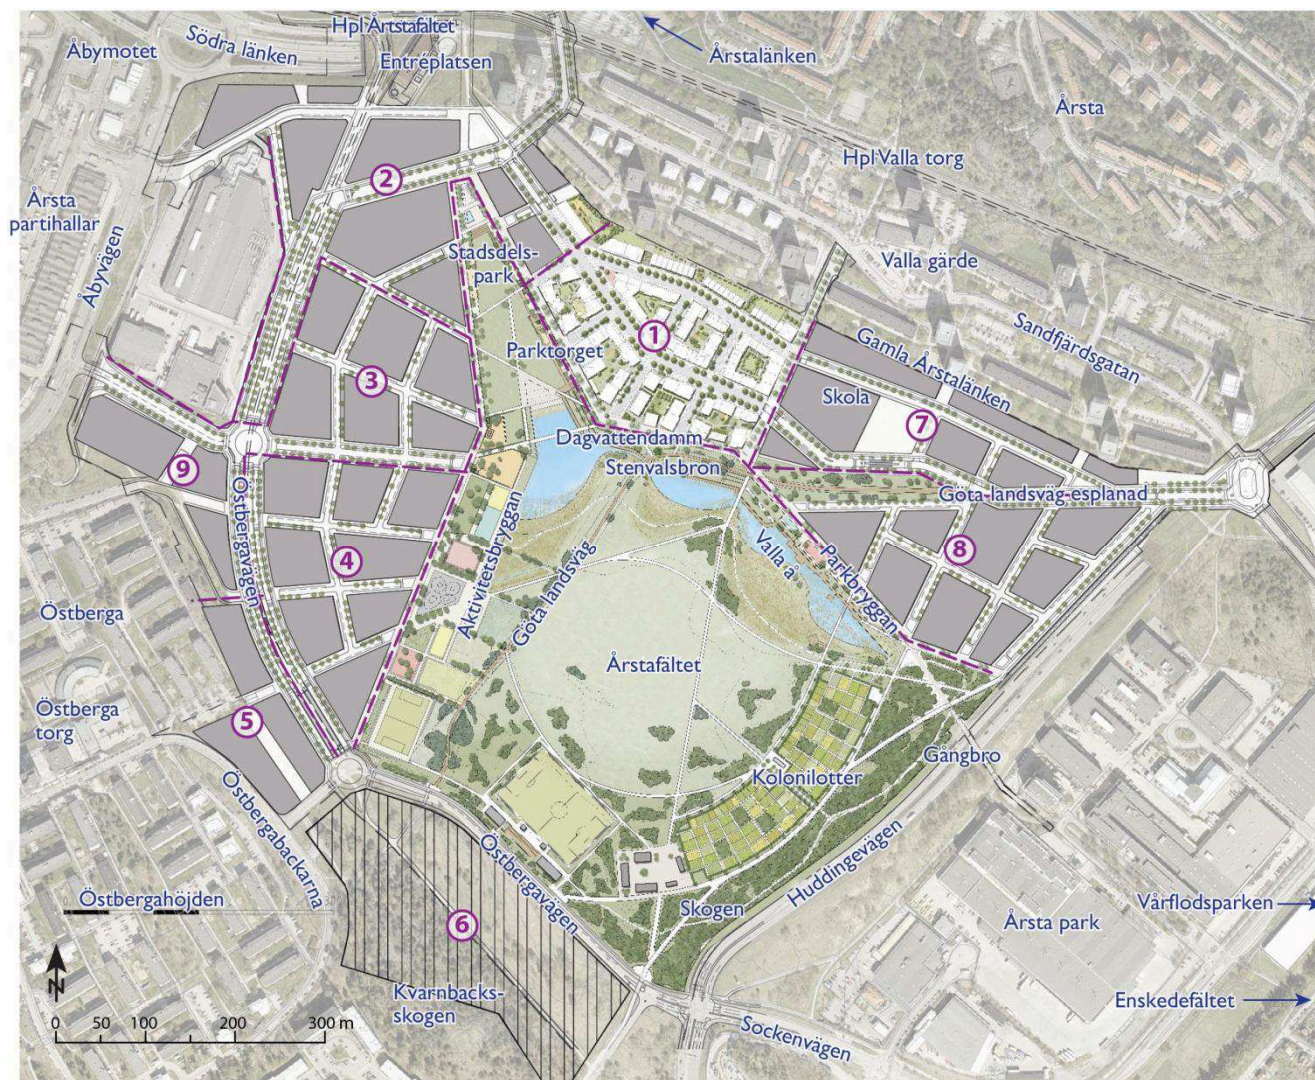 Hpl Årtstafältet
Södra länken
Åbymotet
Entréplatsen
Årstalänken
Årsta
Hpl Valla torg
2
Årsta
partihallar
Åbyvägen
Stadsdels-
park
Valla gärde
Sandfjärdsgatan
1
Parktorget
Gamla Årstalänken
3
Skola
7
Dagvattendamm
Stenvalsbron
9
Östbergavägen
Göta landsväg esplanad
4
Aktivitetsbryggan
Göta landsväg
Valla å
Parkbryggan
8
Östberga
Årstafältet
Östberga
torg
5
Gångbro
Kolonilotter
Östbergabackarna
Östbergavägen
Huddingevägen
Östbergahöjden
6
Skogen
Årsta park
Vårflodsparken
N
Kvarnbacks-
skogen
Enskedefältet
0 50 100 200 300 m
Sockenvägen